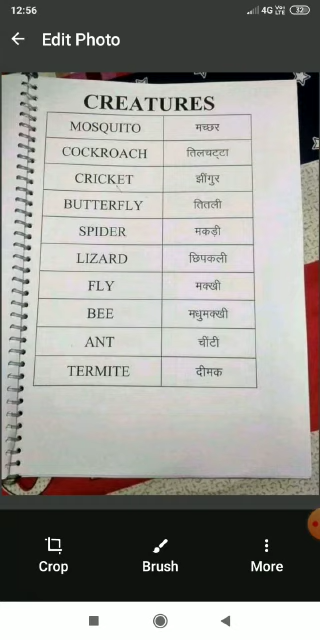 12:56
4G VoLTE 32
Edit Photo
CREATURES
MOSQUITO मच्छर
COCKROACH तिलचट्टा
CRICKET झींगुर
BUTTERFLY तितली
SPIDER मकड़ी
LIZARD छिपकली
FLY मक्खी
BEE मधुमक्खी
ANT चींटी
TERMITE दीमक
Crop Brush More